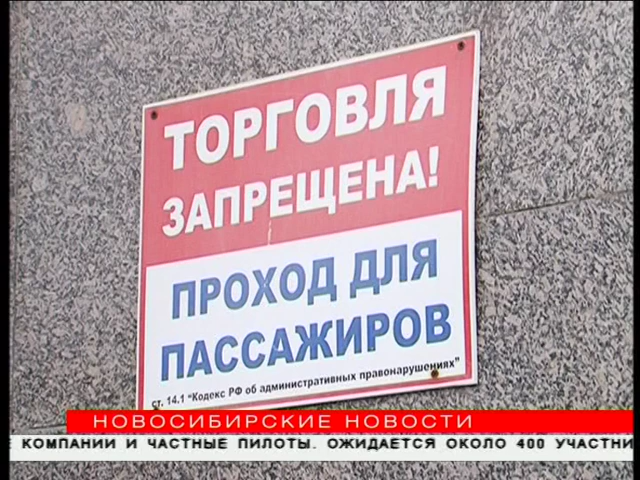 ТОРГОВЛЯ
ЗАПРЕЩЕНА!
ПРОХОД ДЛЯ
ПАССАЖИРОВ
ст. 14.1 "Кодекс РФ об административных правонарушениях"
НОВОСИБИРСКИЕ НОВОСТИ
Е КОМПАНИИ И ЧАСТНЫЕ ПИЛОТЫ. ОЖИДАЕТСЯ ОКОЛО 400 УЧАСТНИ